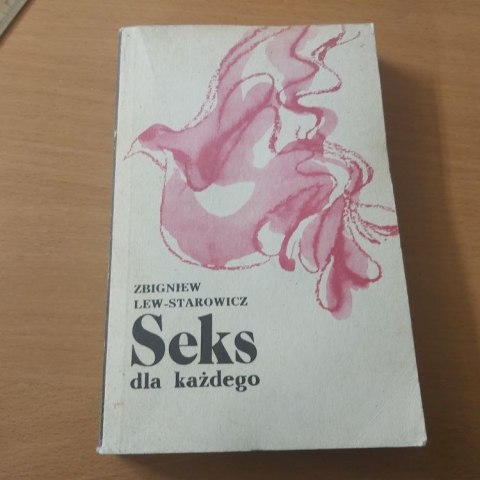 ZBIGNIEW
LEW-STAROWICZ
Seks
dla każdego